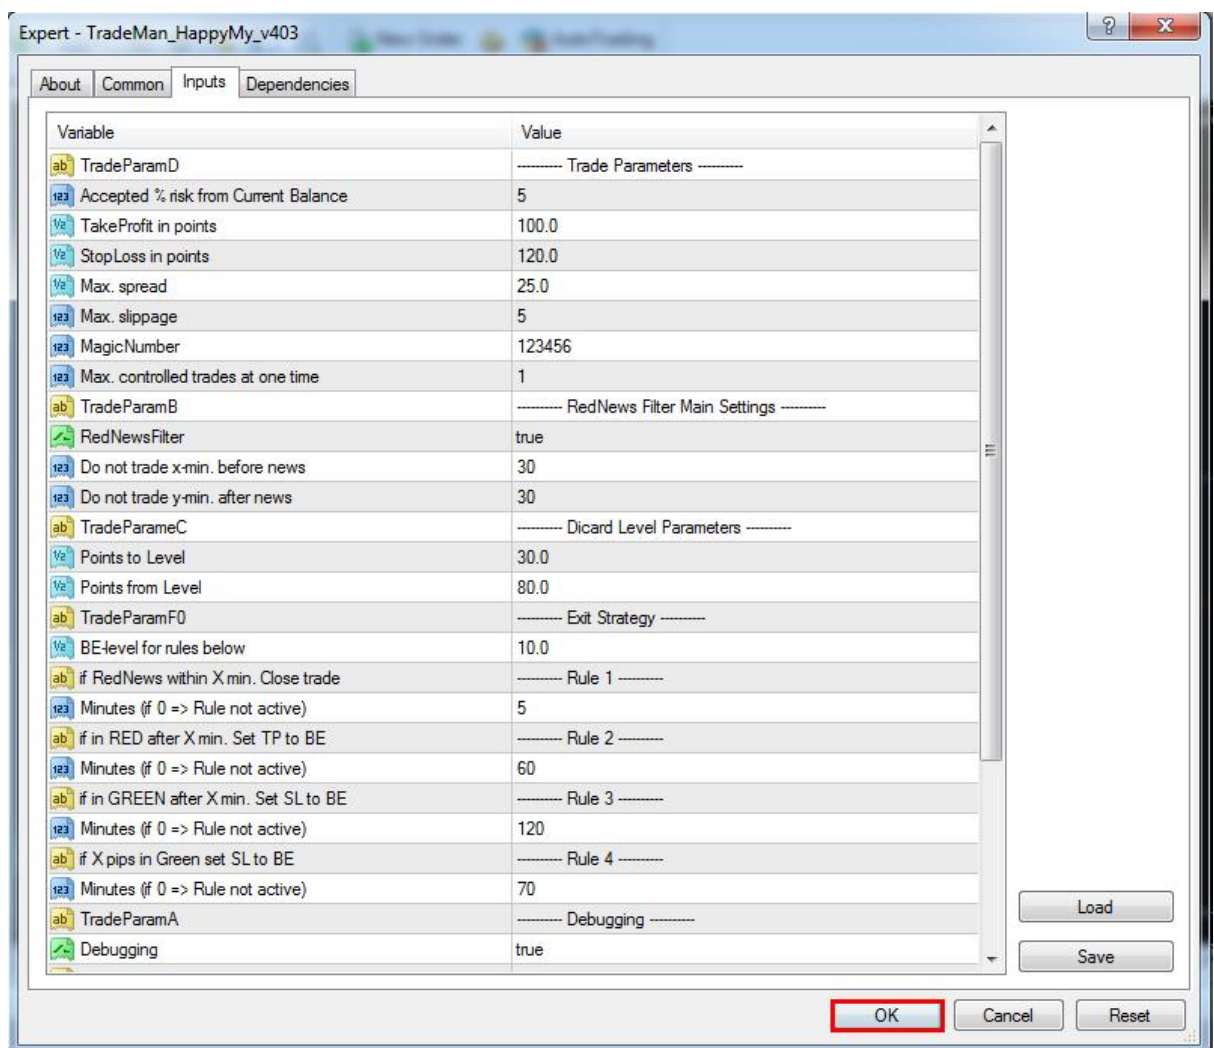 Expert - TradeMan_HappyMy_v403
New Order AutoTrading
About Common Inputs Dependencies
Variable Value
TradeParamD ---------- Trade Parameters ----------
Accepted % risk from Current Balance 5
TakeProfit in points 100.0
StopLoss in points 120.0
Max. spread 25.0
Max. slippage 5
MagicNumber 123456
Max. controlled trades at one time 1
TradeParamB ---------- RedNews Filter Main Settings ----------
RedNewsFilter true
Do not trade x-min. before news 30
Do not trade y-min. after news 30
TradeParameC ---------- Dicard Level Parameters ----------
Points to Level 30.0
Points from Level 80.0
TradeParamF0 ---------- Exit Strategy ----------
BE-level for rules below 10.0
if RedNews within X min. Close trade ---------- Rule 1 ----------
Minutes (if 0 => Rule not active) 5
if in RED after X min. Set TP to BE ---------- Rule 2 ----------
Minutes (if 0 => Rule not active) 60
if in GREEN after X min. Set SL to BE ---------- Rule 3 ----------
Minutes (if 0 => Rule not active) 120
if X pips in Green set SL to BE ---------- Rule 4 ----------
Minutes (if 0 => Rule not active) 70
TradeParamA ---------- Debugging ----------
Debugging true
Load
Save
OK Cancel Reset